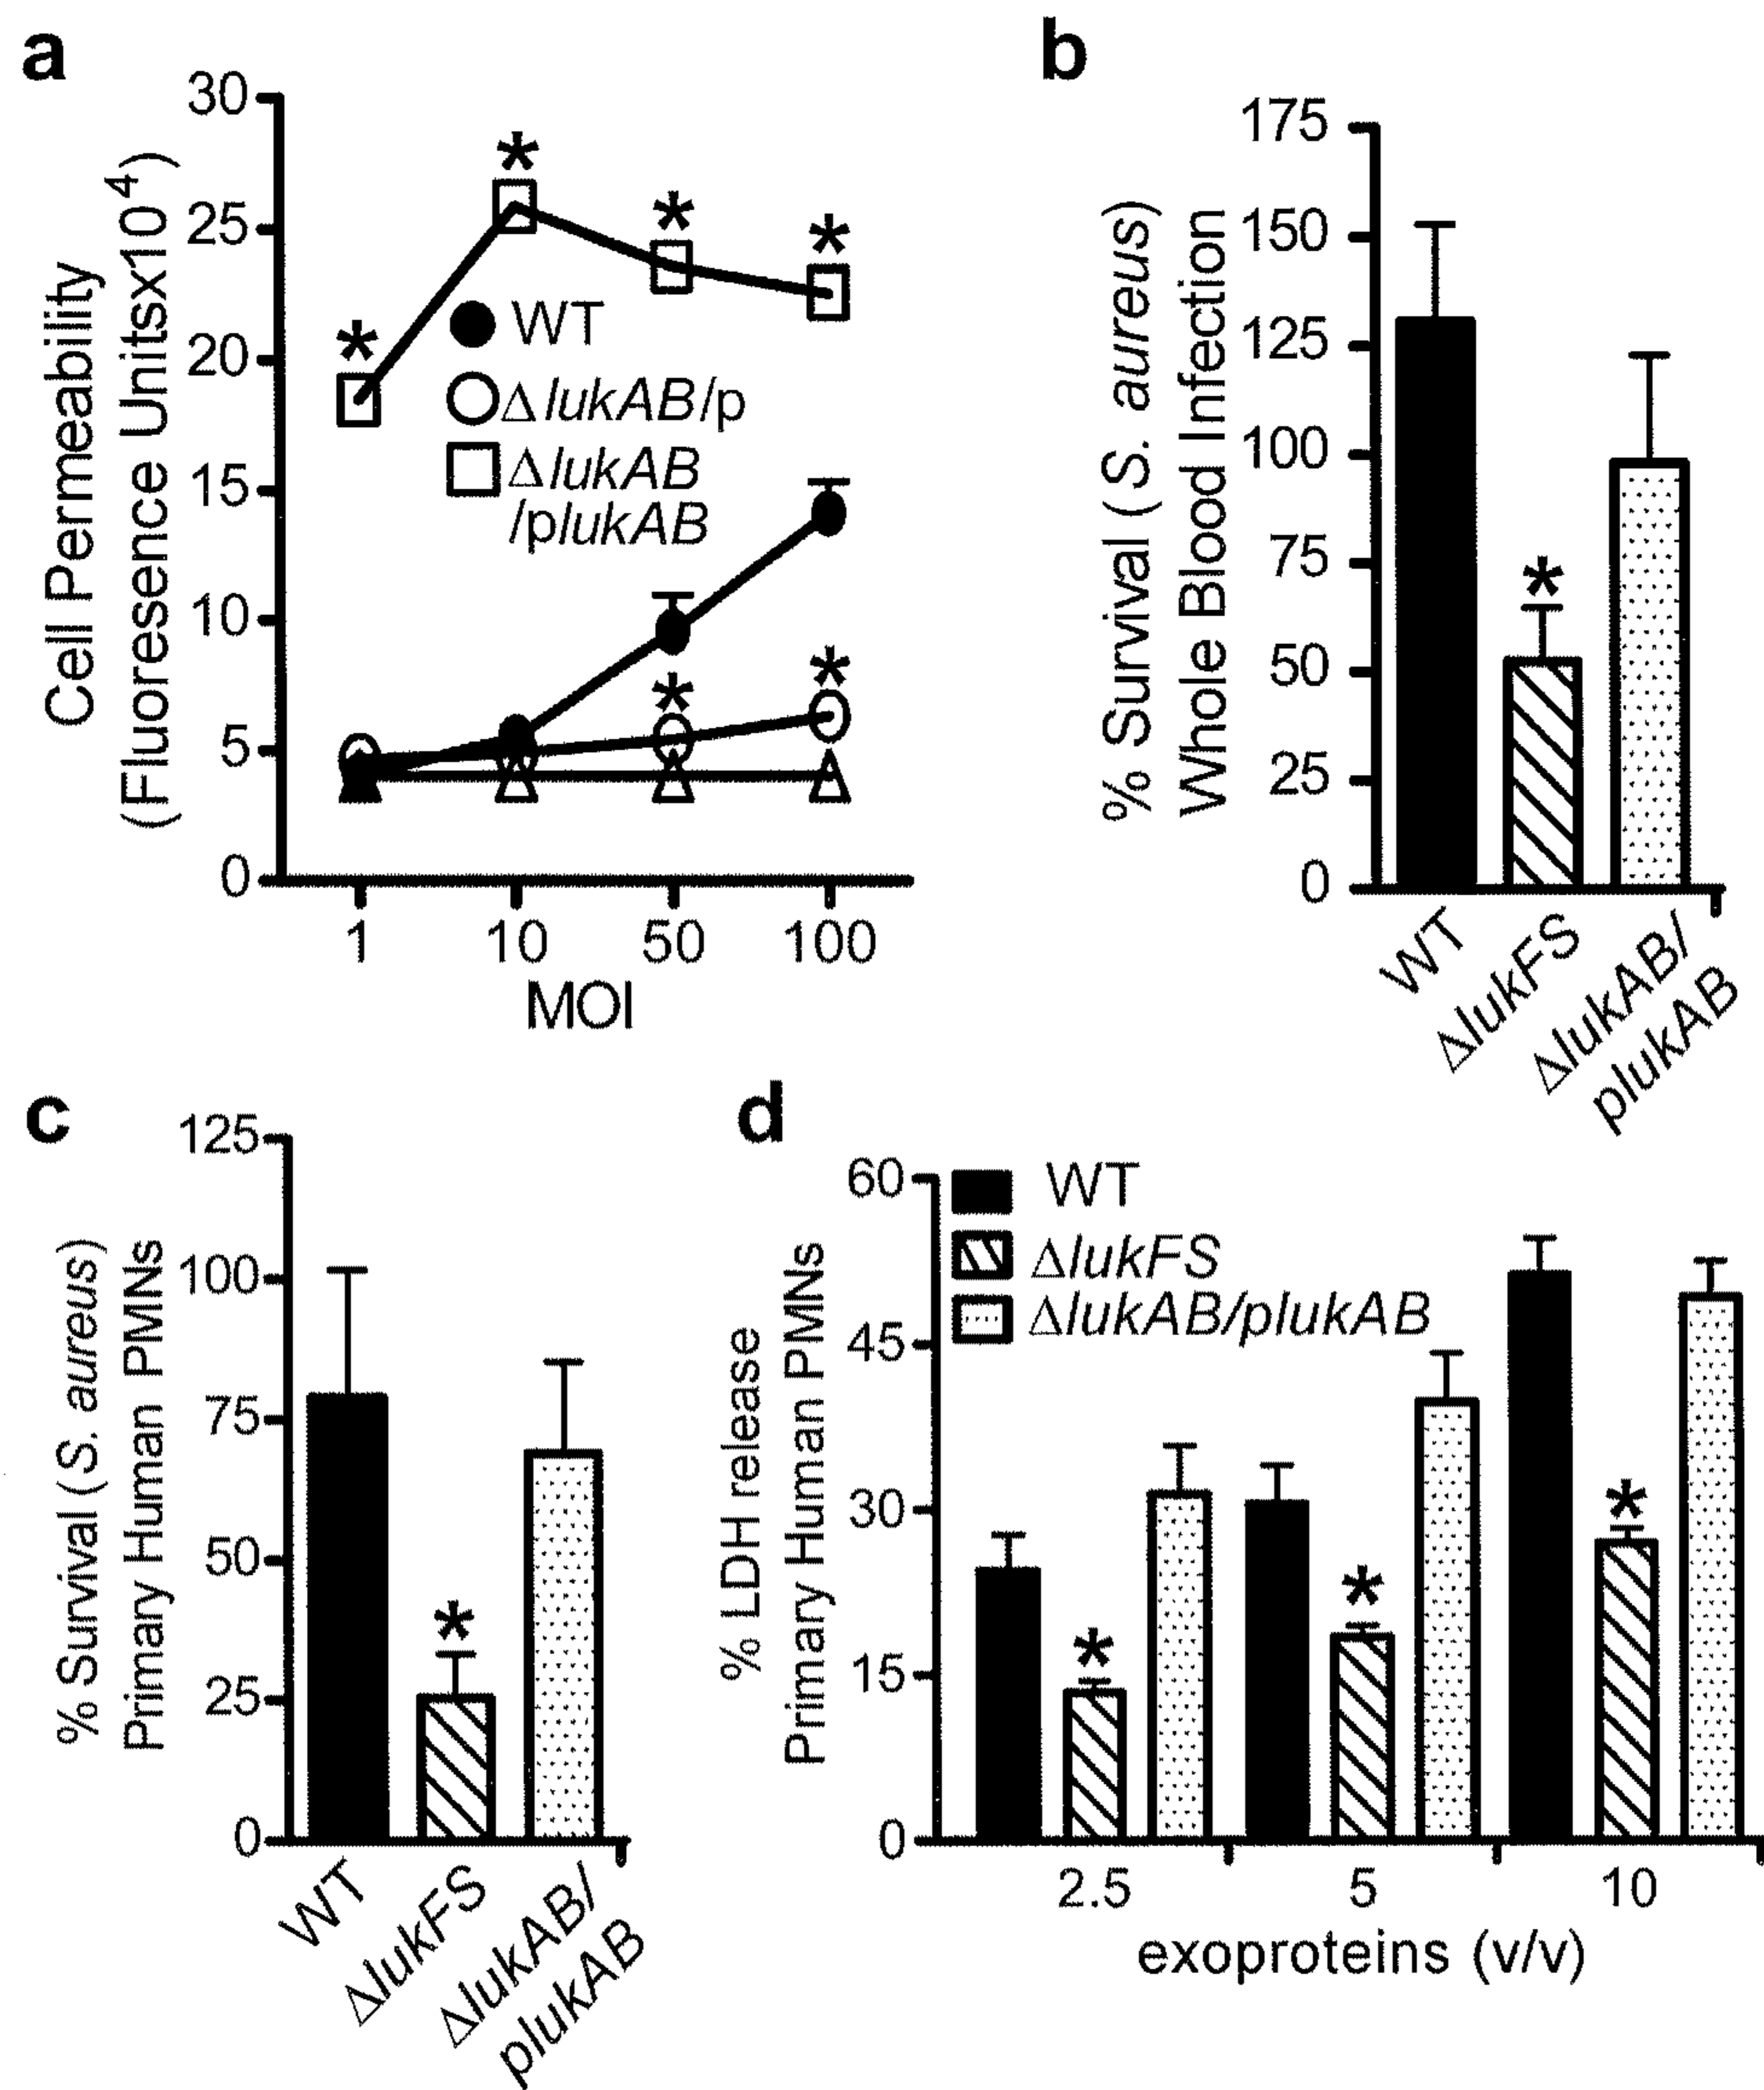 a
30
25
20
15
10
5
0
Cell Permeability
(Fluoresence Unitsx10⁴)
*
*
*
*
WT
ΔlukAB/p
ΔlukAB
/plukAB
*
*
1 10 50 100
MOI
b
175
150
125
100
75
50
25
0
% Survival (S. aureus)
Whole Blood Infection
*
WT
ΔlukFS
ΔlukAB/
plukAB
c
125
100
75
50
25
0
% Survival (S. aureus)
Primary Human PMNs
*
WT
ΔlukFS
ΔlukAB/
plukAB
d
60
45
30
15
0
% LDH release
Primary Human PMNs
WT
ΔlukFS
ΔlukAB/plukAB
*
*
*
2.5 5 10
exoproteins (v/v)